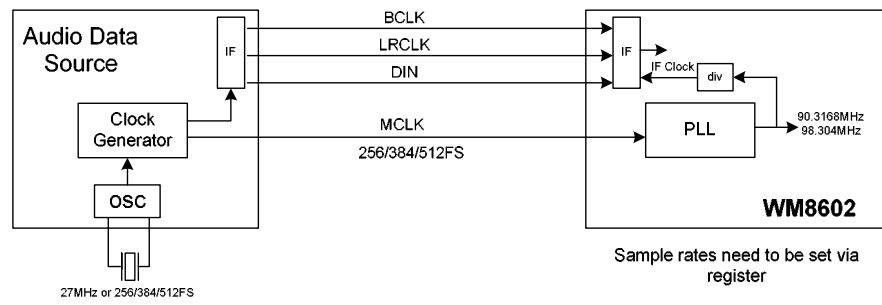 Audio Data
Source
IF
BCLK
LRCLK
DIN
IF
IF Clock
div
Clock
Generator
MCLK
256/384/512FS
PLL
90.3168MHz
98.304MHz
OSC
WM8602
27MHz or 256/384/512FS
Sample rates need to be set via
register